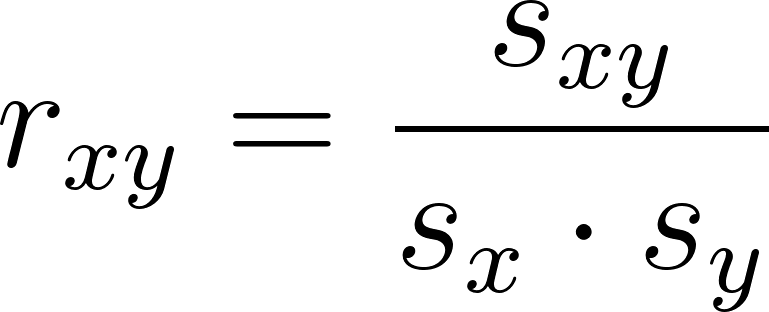 r_{xy} = \frac{s_{xy}}{s_x \cdot s_y}